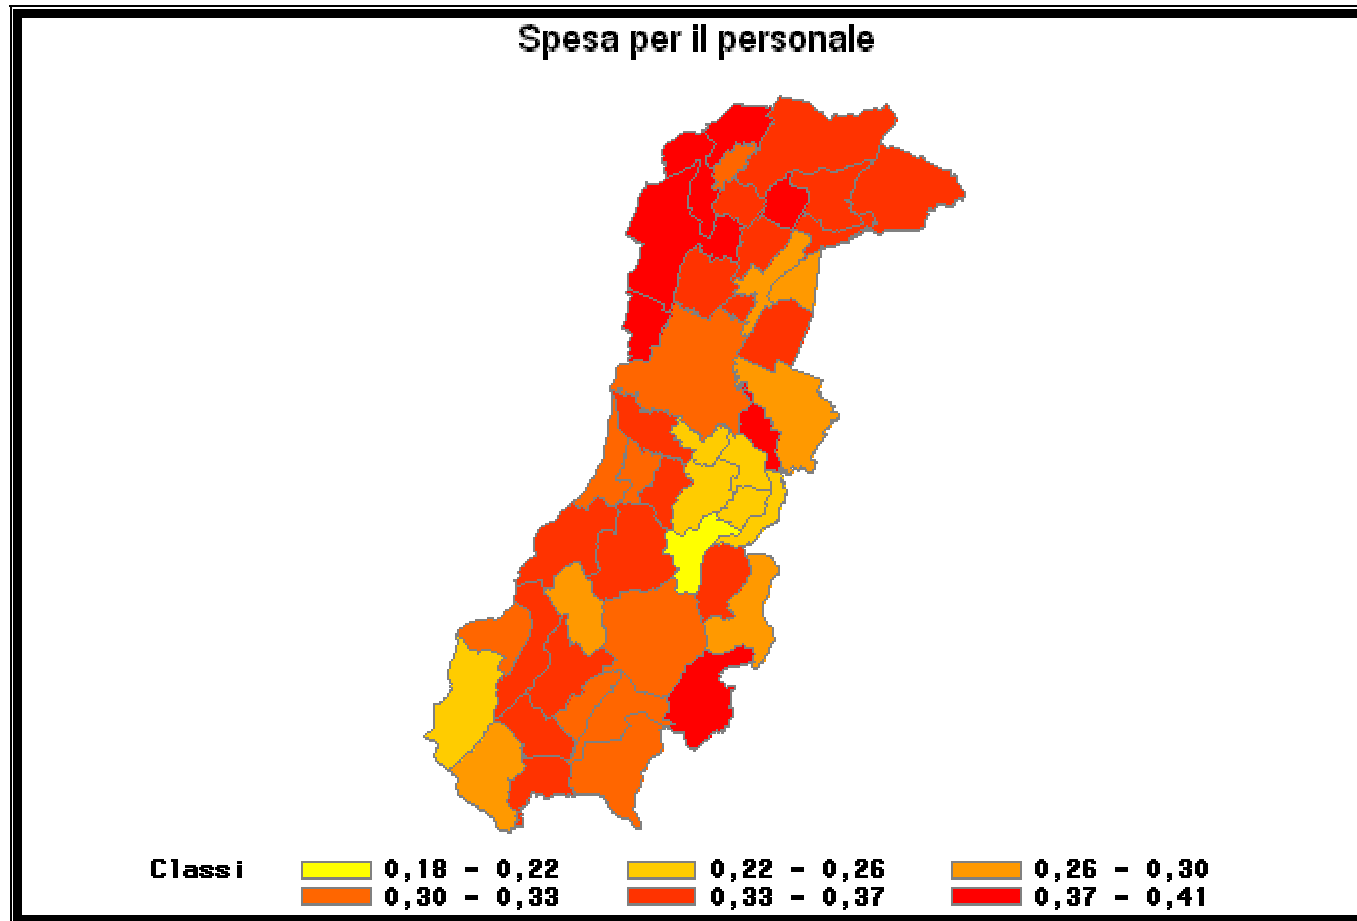 Spesa per il personale
Classi 0,18 - 0,22 0,22 - 0,26 0,26 - 0,30
0,30 - 0,33 0,33 - 0,37 0,37 - 0,41